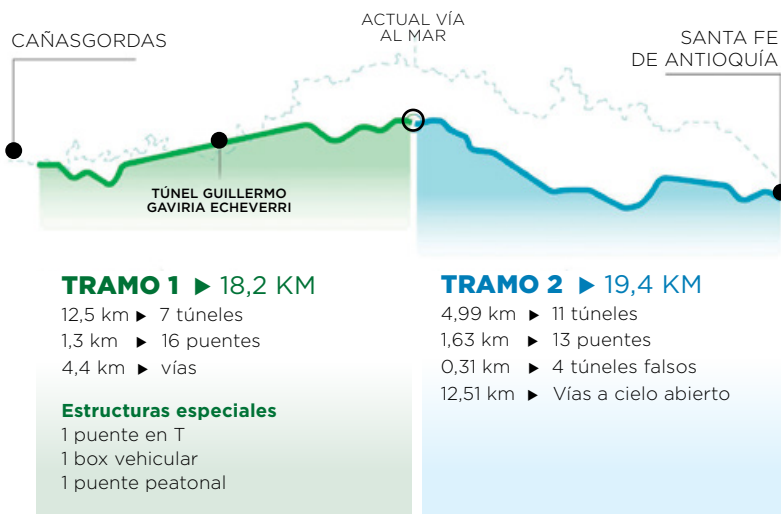 CAÑASGORDAS
ACTUAL VÍA
AL MAR
SANTA FE
DE ANTIOQUÍA
TÚNEL GUILLERMO
GAVIRIA ECHEVERRI
TRAMO 1 ▶ 18,2 KM
12,5 km ▶ 7 túneles
1,3 km ▶ 16 puentes
4,4 km ▶ vías
Estructuras especiales
1 puente en T
1 box vehicular
1 puente peatonal
TRAMO 2 ▶ 19,4 KM
4,99 km ▶ 11 túneles
1,63 km ▶ 13 puentes
0,31 km ▶ 4 túneles falsos
12,51 km ▶ Vías a cielo abierto